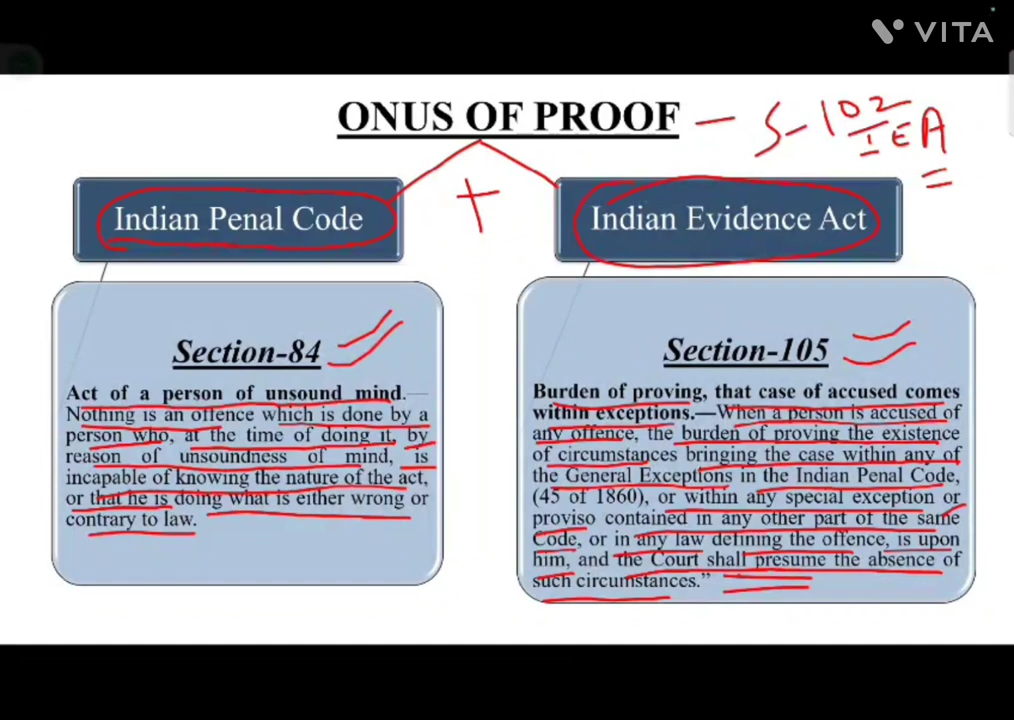 VITA
ONUS OF PROOF - S-102
IEA
Indian Penal Code
+
Indian Evidence Act
Section-84
Act of a person of unsound mind.—
Nothing is an offence which is done by a
person who, at the time of doing it, by
reason of unsoundness of mind, is
incapable of knowing the nature of the act,
or that he is doing what is either wrong or
contrary to law.
Section-105
Burden of proving, that case of accused comes
within exceptions.—When a person is accused of
any offence, the burden of proving the existence
of circumstances bringing the case within any of
the General Exceptions in the Indian Penal Code,
(45 of 1860), or within any special exception or
proviso contained in any other part of the same
Code, or in any law defining the offence, is upon
him, and the Court shall presume the absence of
such circumstances.”